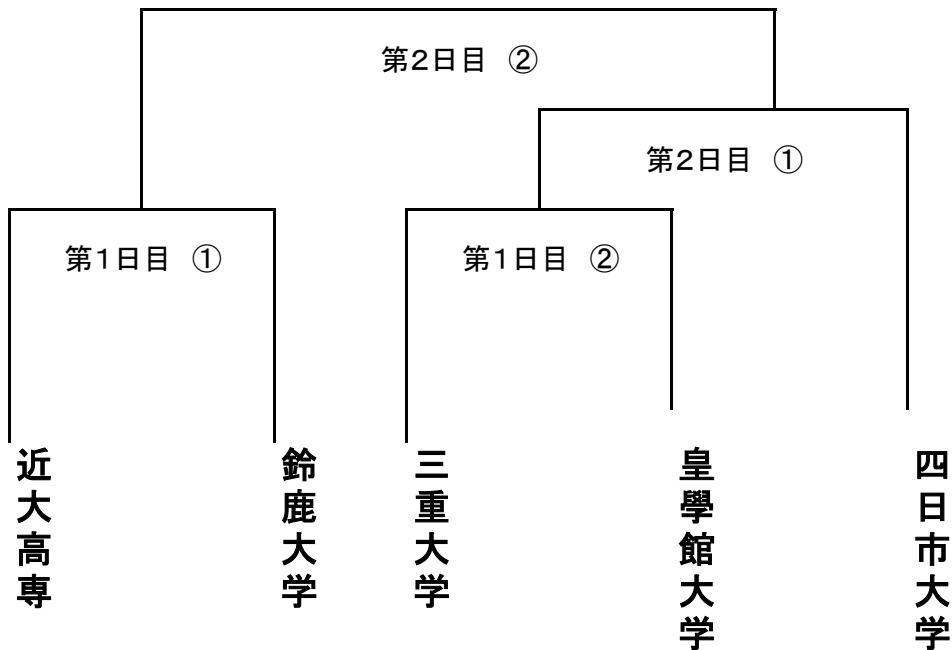 第2日目 ②
第2日目 ①
第1日目 ①
第1日目 ②
近大高専
鈴鹿大学
三重大学
皇學館大学
四日市大学